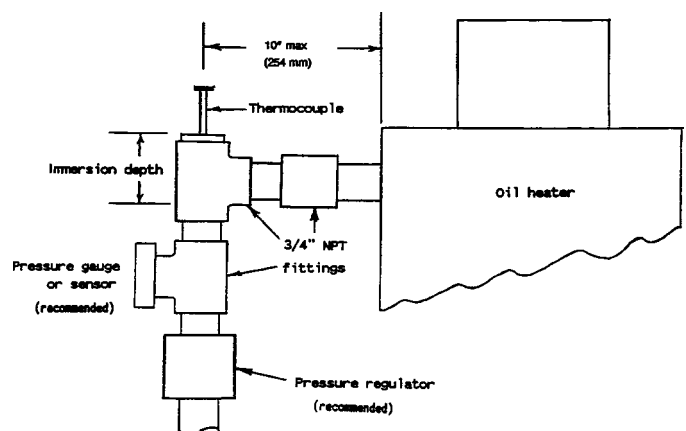 10" max
(254 mm)
Thermocouple
Immersion depth
Oil heater
3/4" NPT
fittings
Pressure gauge
or sensor
(recommended)
Pressure regulator
(recommended)